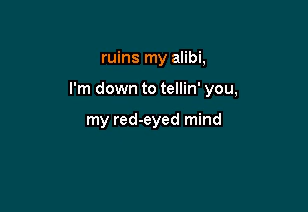 ruins my alibi,
I'm down to tellin' you,
my red-eyed mind